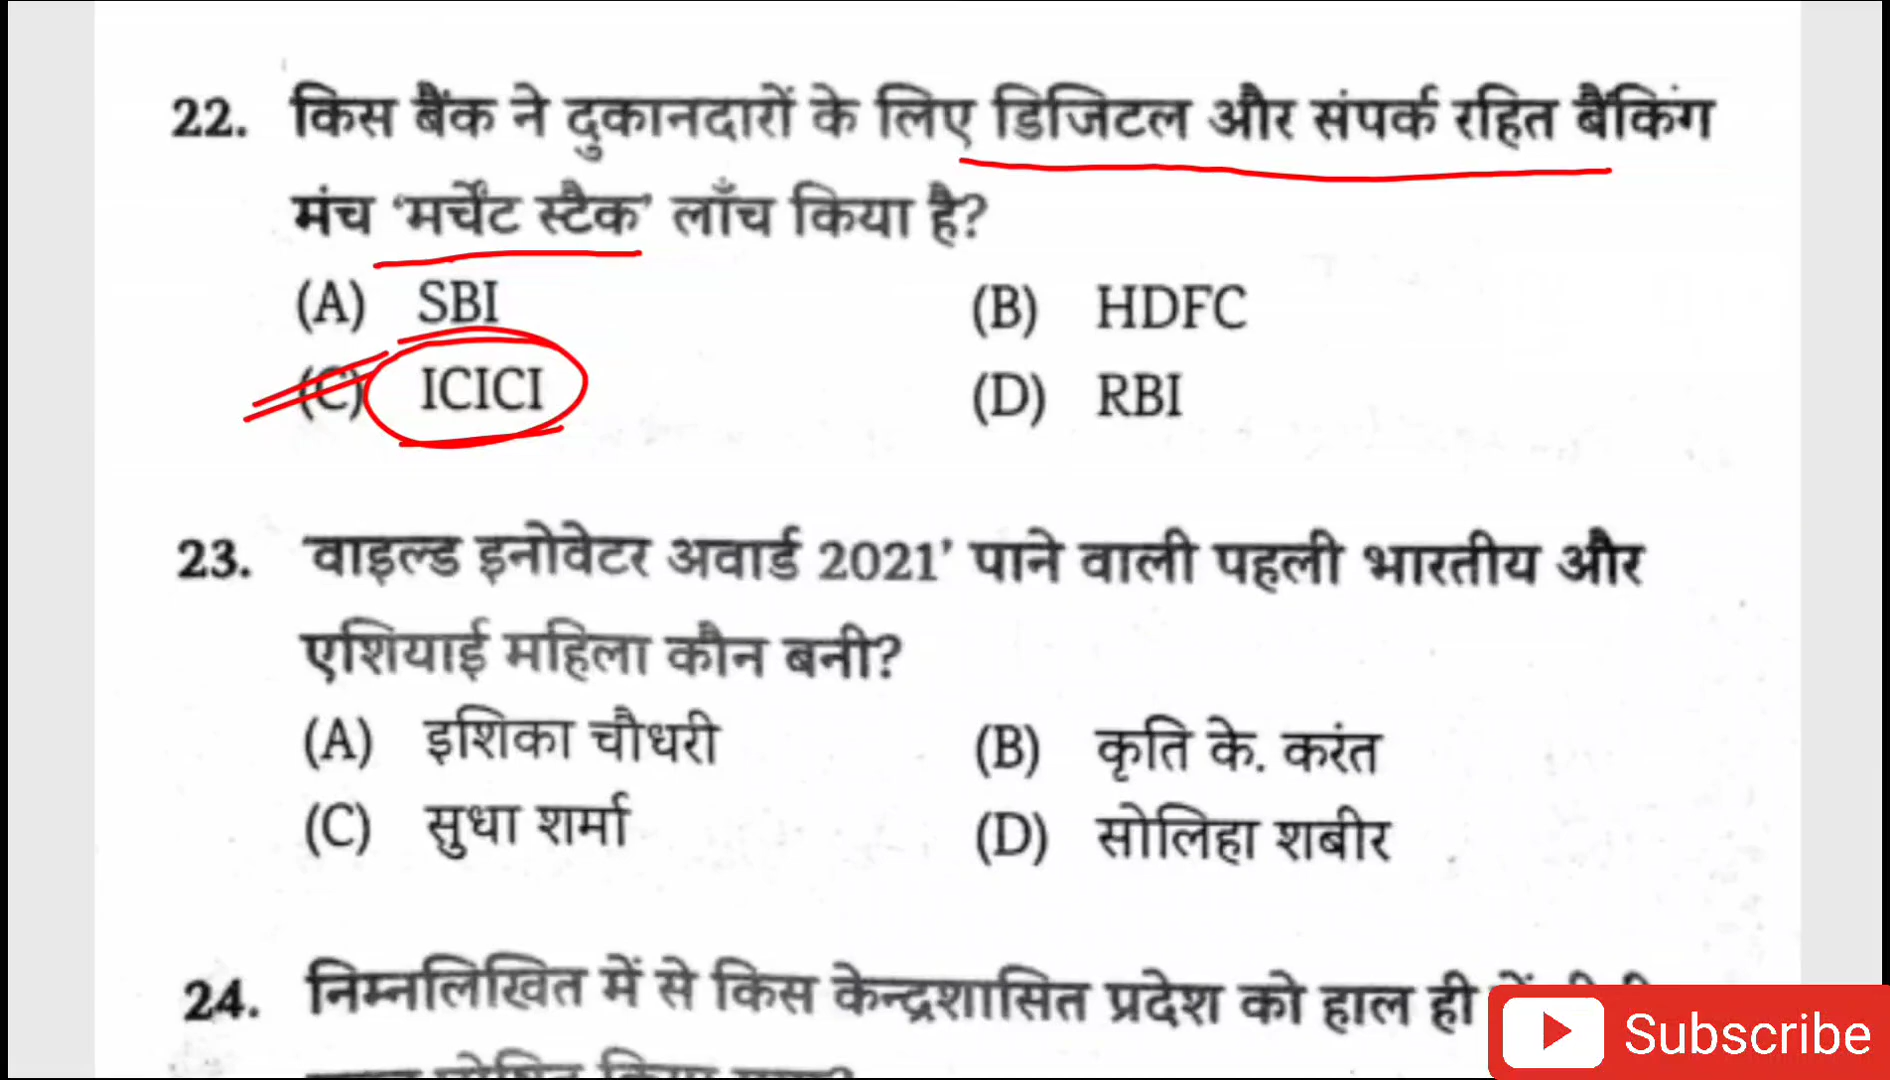 22. किस बैंक ने दुकानदारों के लिए डिजिटल और संपर्क रहित बैंकिंग
मंच ‘मर्चेंट स्टैक’ लाँच किया है?
(A) SBI (B) HDFC
(C) ICICI (D) RBI
23. वाइल्ड इनोवेटर अवार्ड 2021’ पाने वाली पहली भारतीय और
एशियाई महिला कौन बनी?
(A) इशिका चौधरी (B) कृति के. करंत
(C) सुधा शर्मा (D) सोलिहा शबीर
24. निम्नलिखित में से किस केन्द्रशासित प्रदेश को हाल ही
Subscribe